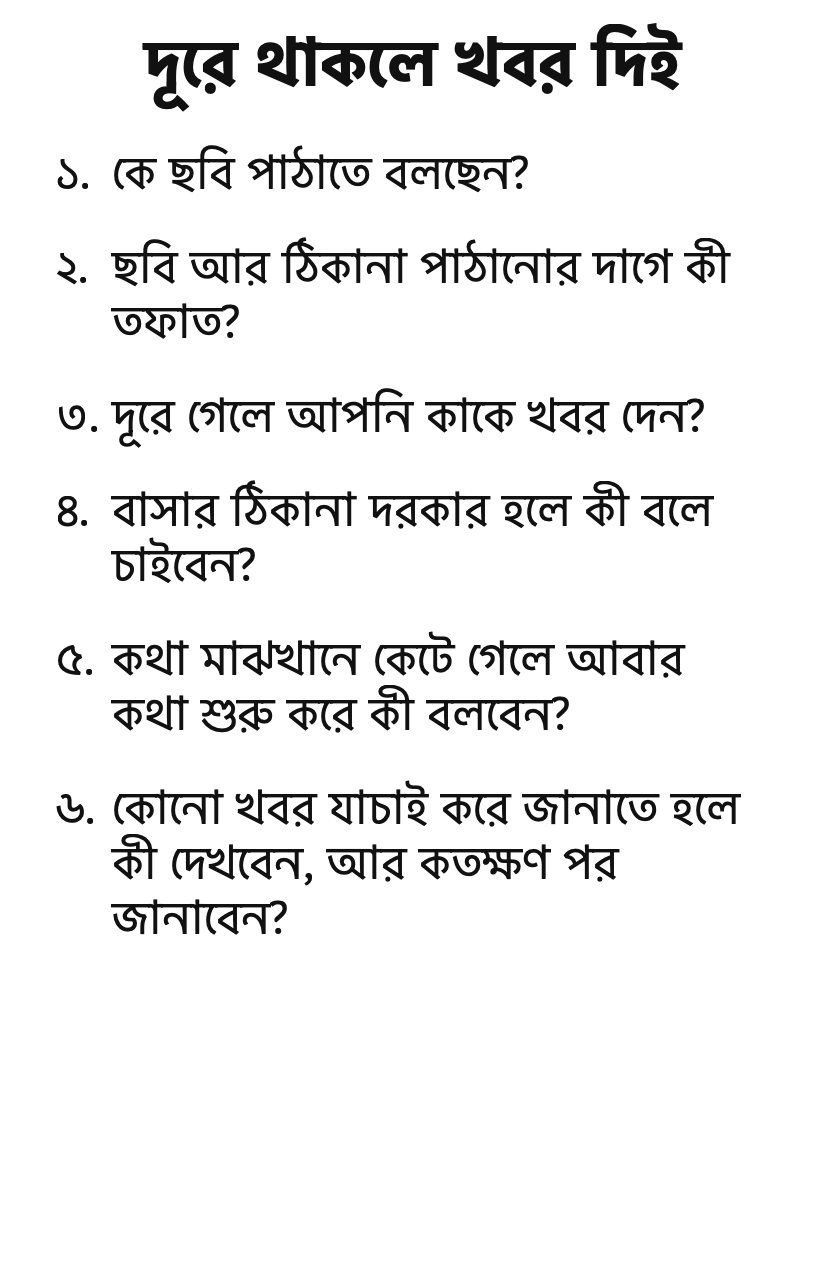 দূরে থাকলে খবর দিই
১. কে ছবি পাঠাতে বলছেন?
২. ছবি আর ঠিকানা পাঠানোর দাগে কী
তফাত?
৩. দূরে গেলে আপনি কাকে খবর দেন?
৪. বাসার ঠিকানা দরকার হলে কী বলে
চাইবেন?
৫. কথা মাঝখানে কেটে গেলে আবার
কথা শুরু করে কী বলবেন?
৬. কোনো খবর যাচাই করে জানাতে হলে
কী দেখবেন, আর কতক্ষণ পর
জানাবেন?